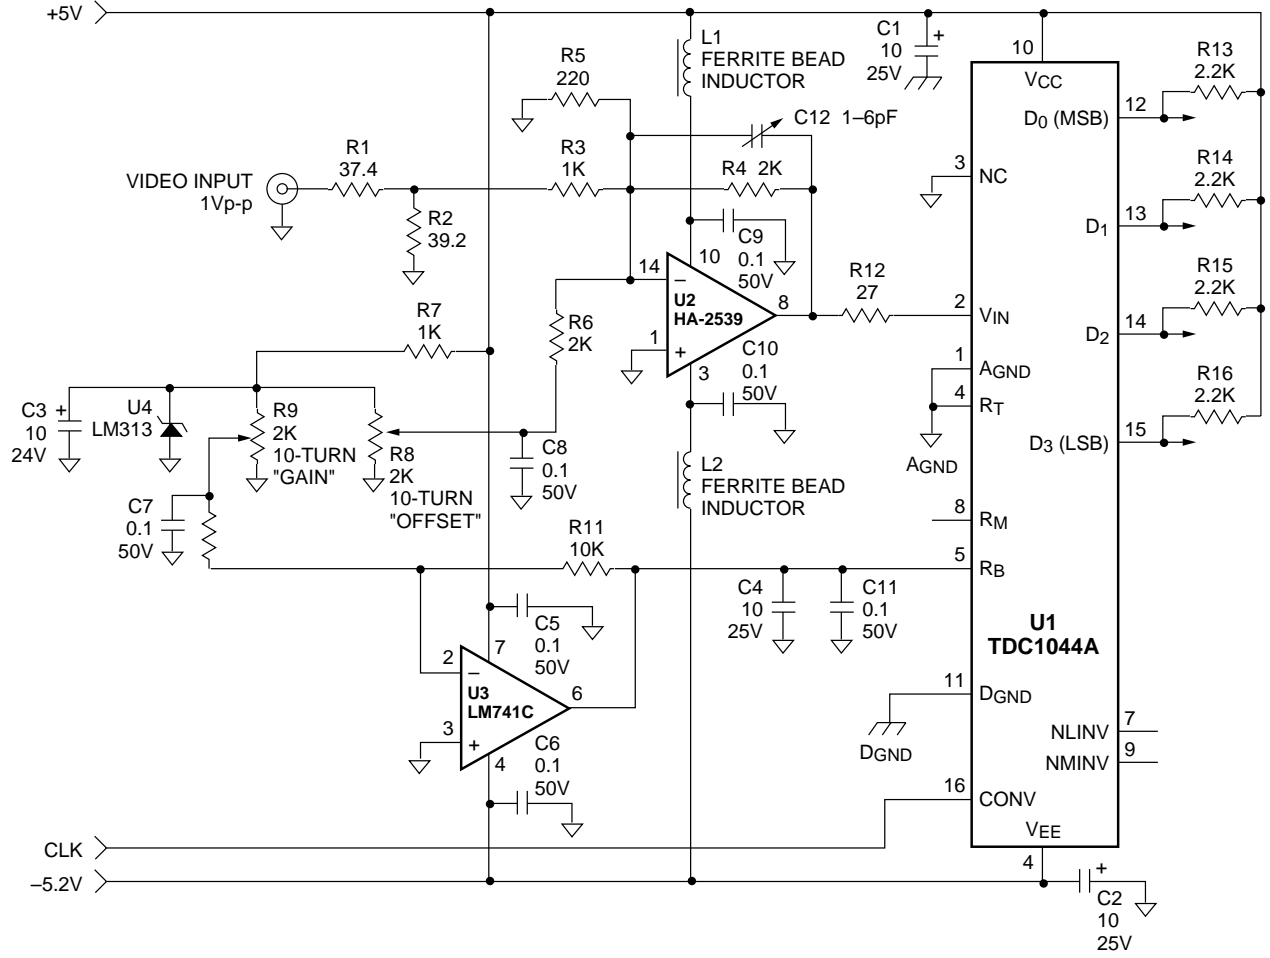 +5V
L1
FERRITE BEAD
INDUCTOR
C1
10
25V
+
10
VCC
R13
2.2K
12
D0 (MSB)
R5
220
C12 1–6pF
R1
37.4
R3
1K
R4 2K
VIDEO INPUT
1Vp-p
R2
39.2
3
NC
R14
2.2K
13
D1
C9
0.1
50V
14
–
10
U2
HA-2539
8
1
+
3
R12
27
2
VIN
R15
2.2K
14
D2
R7
1K
R6
2K
C10
0.1
50V
1
AGND
4
RT
AGND
R16
2.2K
15
D3 (LSB)
C3
10
24V
+
U4
LM313
R9
2K
10-TURN
"GAIN"
R8
2K
10-TURN
"OFFSET"
C8
0.1
50V
L2
FERRITE BEAD
INDUCTOR
C7
0.1
50V
R11
10K
8
RM
5
RB
C4
10
25V
C11
0.1
50V
U1
TDC1044A
C5
0.1
50V
2
–
7
U3
LM741C
6
3
+
4
C6
0.1
50V
11
DGND
DGND
NLINV
7
NMINV
9
16
CONV
VEE
4
CLK
–5.2V
+
C2
10
25V